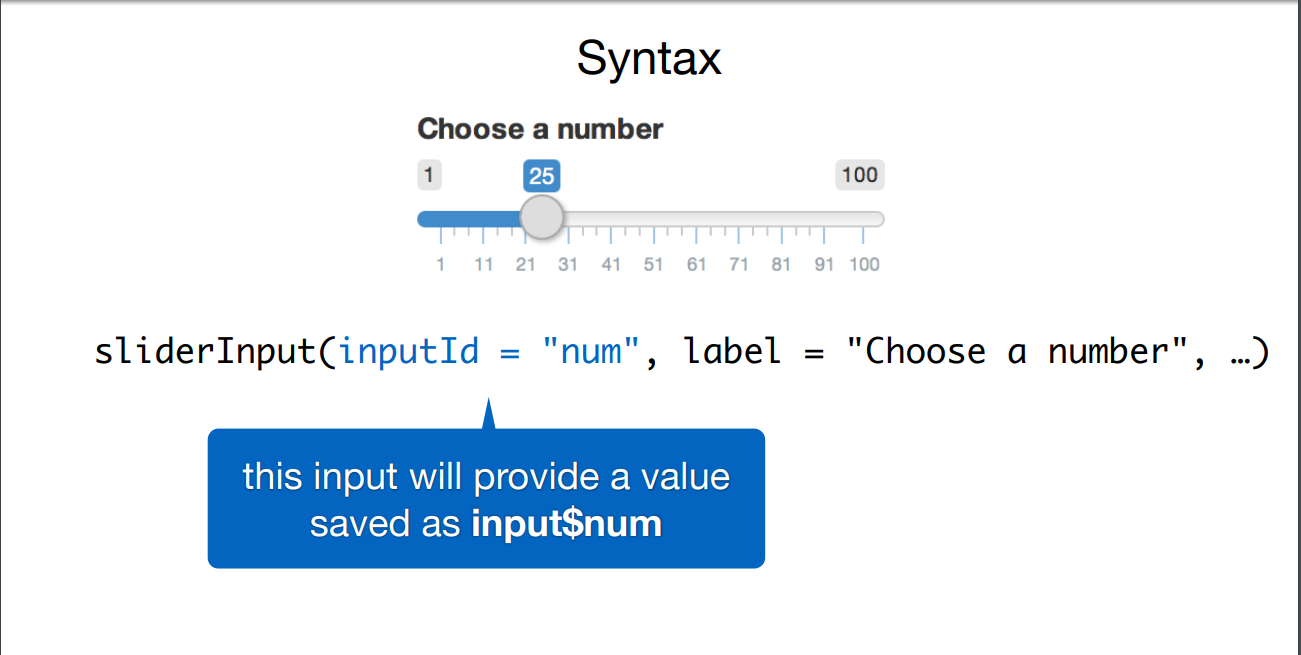 Syntax
Choose a number
1 25 100
1 11 21 31 41 51 61 71 81 91 100
sliderInput(inputId = "num", label = "Choose a number", …)
this input will provide a value
saved as input$num